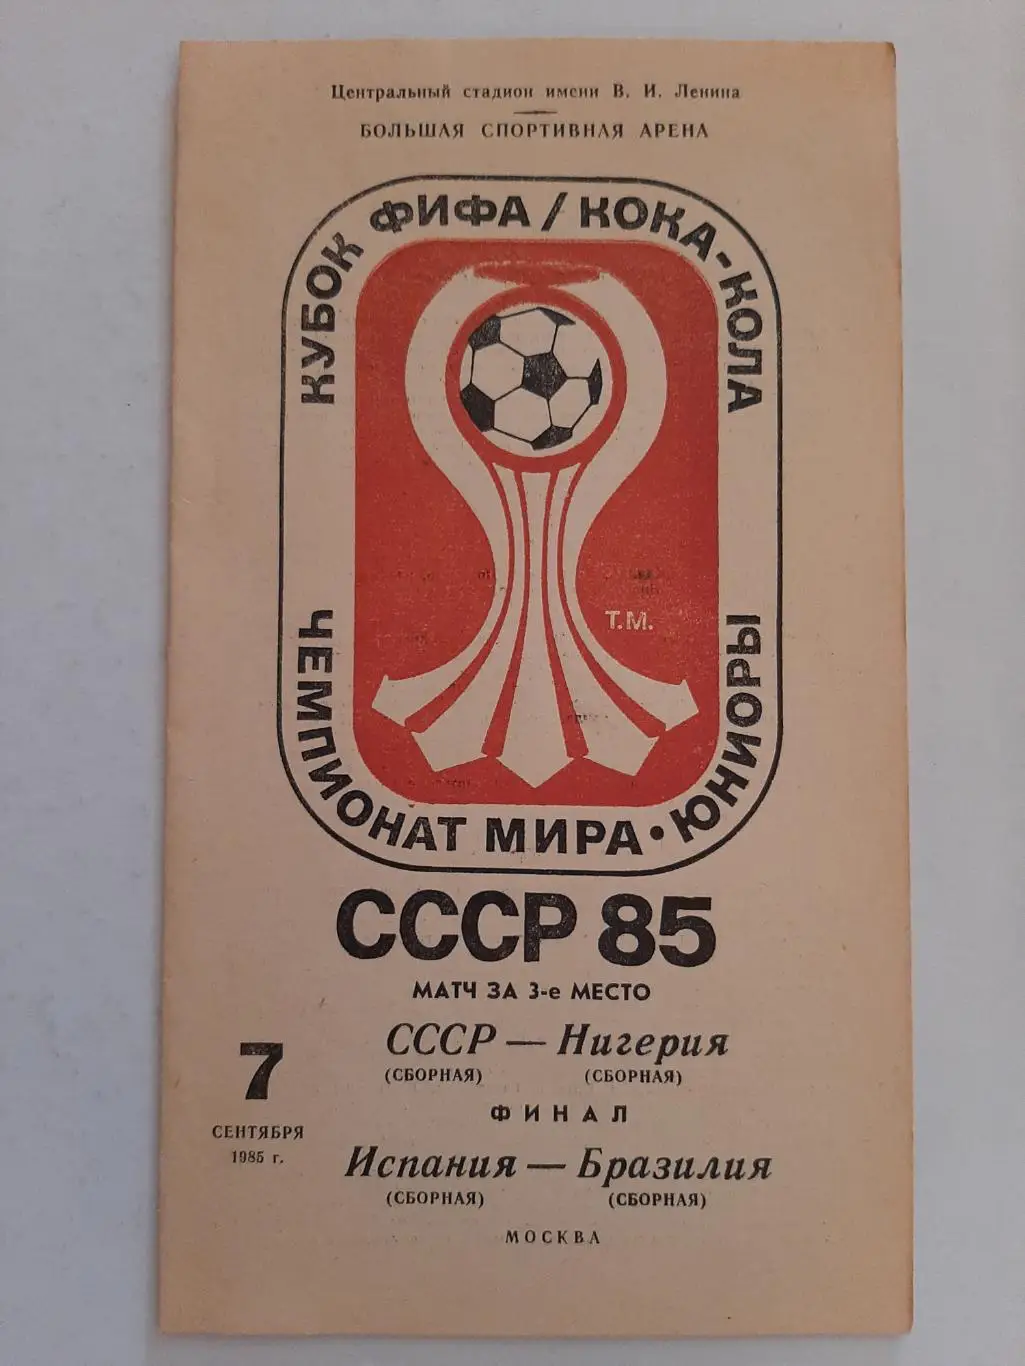 Центральный стадион имени В. И. Ленина
БОЛЬШАЯ СПОРТИВНАЯ АРЕНА
КУБОК ФИФА/КОКА-КОЛА
Т.М.
ЧЕМПИОНАТ МИРА·ЮНИОРЫ
СССР 85
МАТЧ ЗА 3-е МЕСТО
СССР — Нигерия
(СБОРНАЯ) (СБОРНАЯ)
7
СЕНТЯБРЯ
1985 г.
ФИНАЛ
Испания — Бразилия
(СБОРНАЯ) (СБОРНАЯ)
МОСКВА